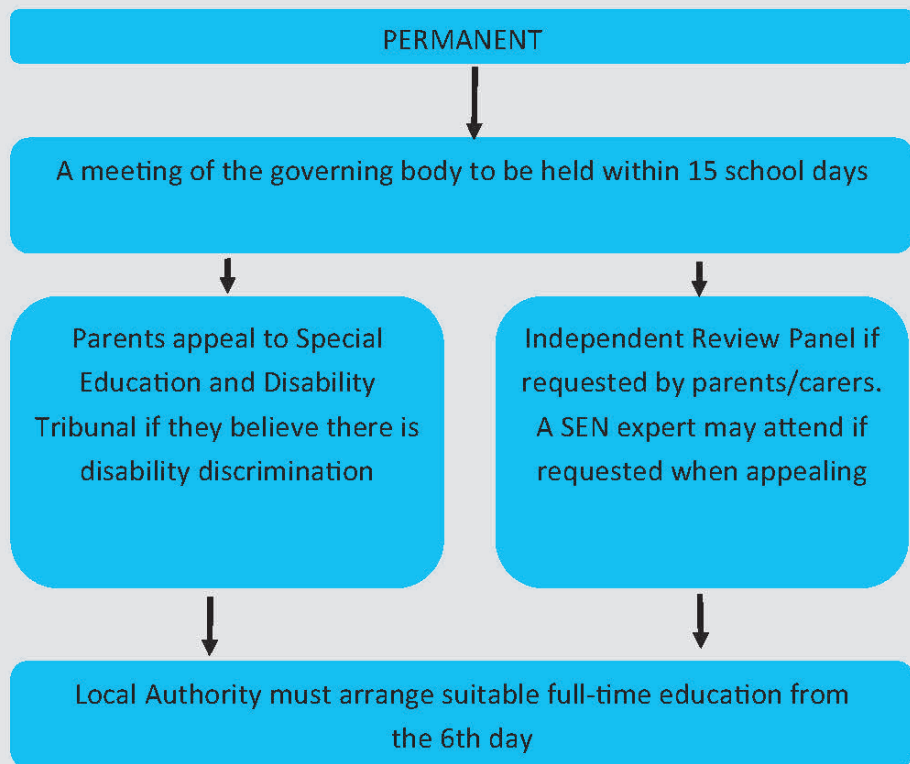 PERMANENT
A meeting of the governing body to be held within 15 school days
Parents appeal to Special
Education and Disability
Tribunal if they believe there is
disability discrimination
Independent Review Panel if
requested by parents/carers.
A SEN expert may attend if
requested when appealing
Local Authority must arrange suitable full-time education from
the 6th day